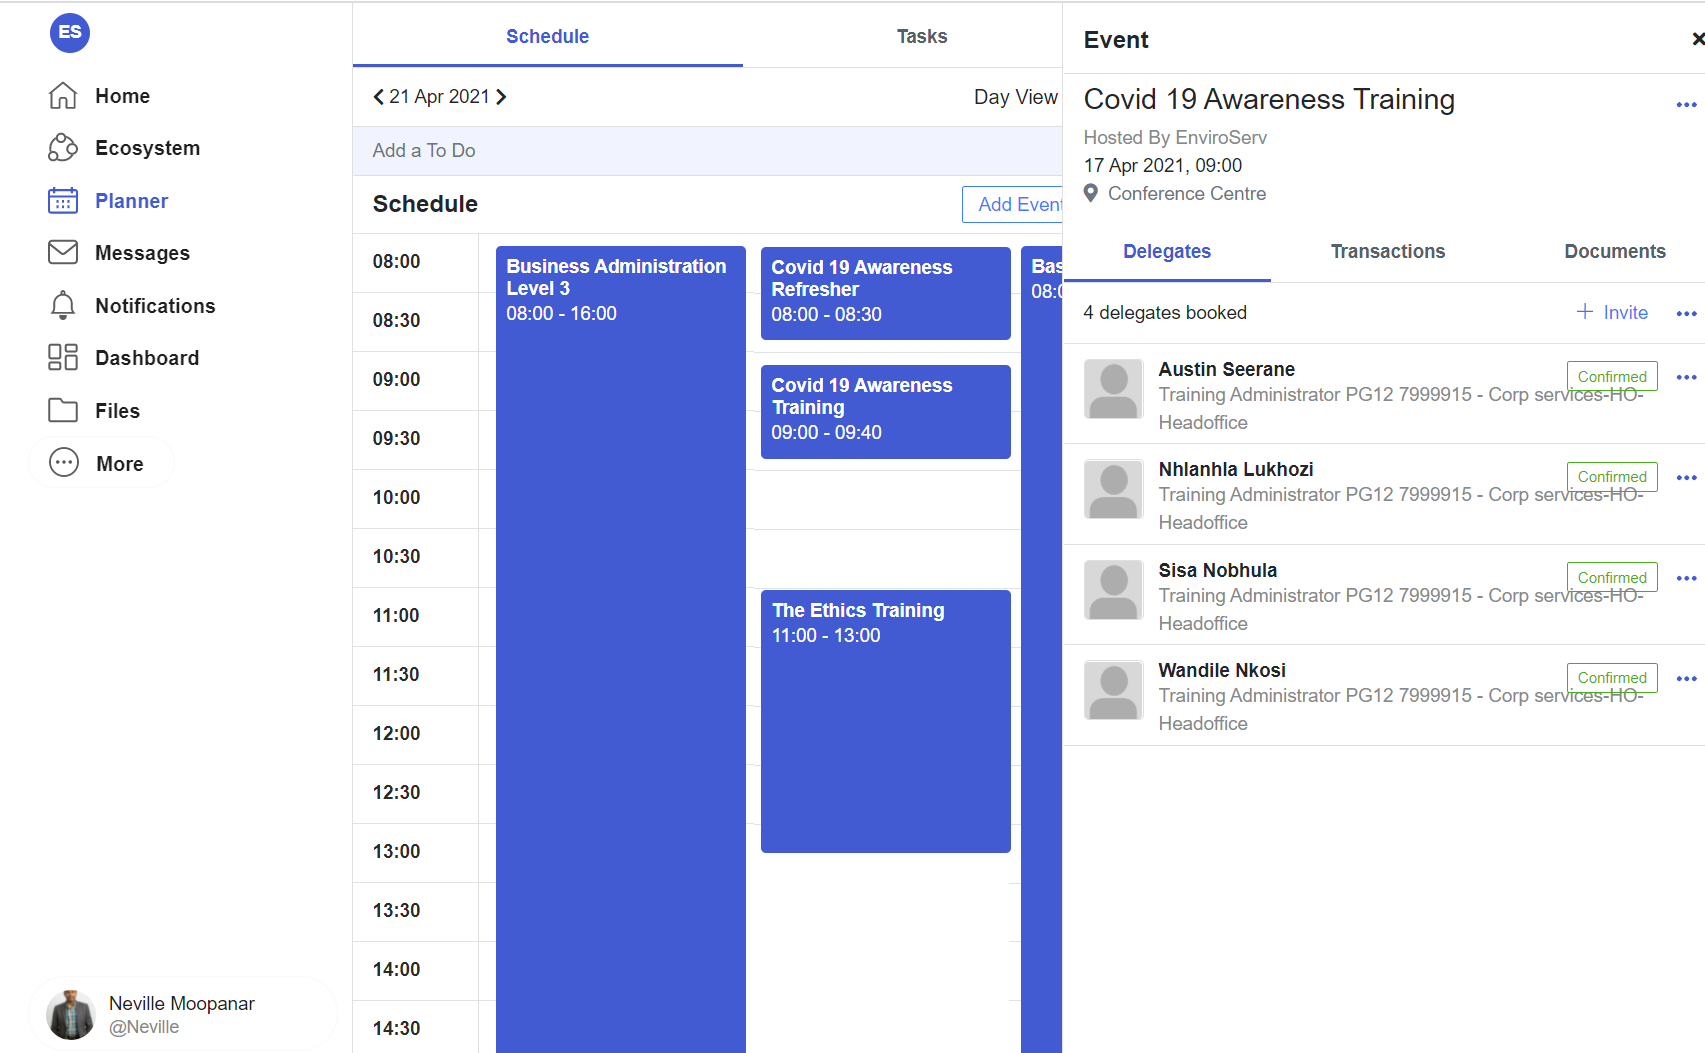 ES
Home
Ecosystem
Planner
Messages
Notifications
Dashboard
Files
More
Neville Moopanar
@Neville
Schedule
Tasks
21 Apr 2021
Day View
Add a To Do
Schedule
Add Event
08:00
08:30
09:00
09:30
10:00
10:30
11:00
11:30
12:00
12:30
13:00
13:30
14:00
14:30
Business Administration
Level 3
08:00 - 16:00
Covid 19 Awareness
Refresher
08:00 - 08:30
Covid 19 Awareness
Training
09:00 - 09:40
The Ethics Training
11:00 - 13:00
Bas
08:0
Event
Covid 19 Awareness Training
Hosted By EnviroServ
17 Apr 2021, 09:00
Conference Centre
Delegates
Transactions
Documents
4 delegates booked
+ Invite
Austin Seerane
Confirmed
Training Administrator PG12 7999915 - Corp services-HO-
Headoffice
Nhlanhla Lukhozi
Confirmed
Training Administrator PG12 7999915 - Corp services-HO-
Headoffice
Sisa Nobhula
Confirmed
Training Administrator PG12 7999915 - Corp services-HO-
Headoffice
Wandile Nkosi
Confirmed
Training Administrator PG12 7999915 - Corp services-HO-
Headoffice